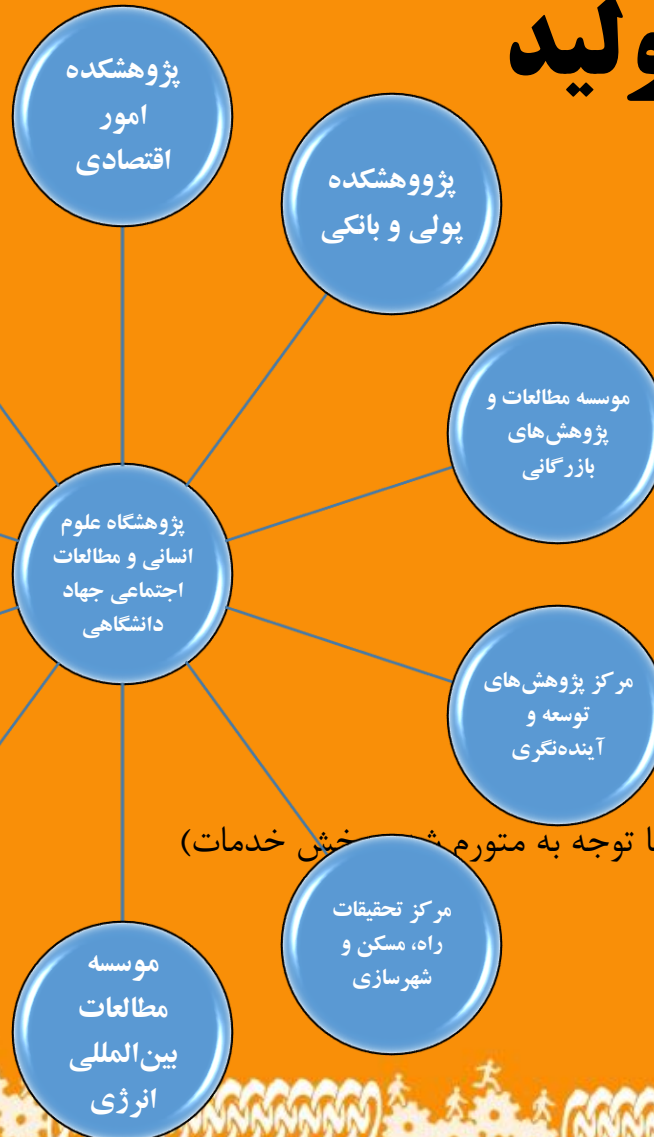 ولید
پژوهشکده
امور
اقتصادی
پژووهشکده
پولی و بانکی
موسسه مطالعات و
پژوهش‌های
بازرگانی
پژوهشگاه علوم
انسانی و مطالعات
اجتماعی جهاد
دانشگاهی
مرکز پژوهش‌های
توسعه و
آینده‌نگری
ا توجه به متورم خش خدمات)
مرکز تحقیقات
راه، مسکن و
شهرسازی
موسسه
مطالعات
بین‌المللی
انرژی